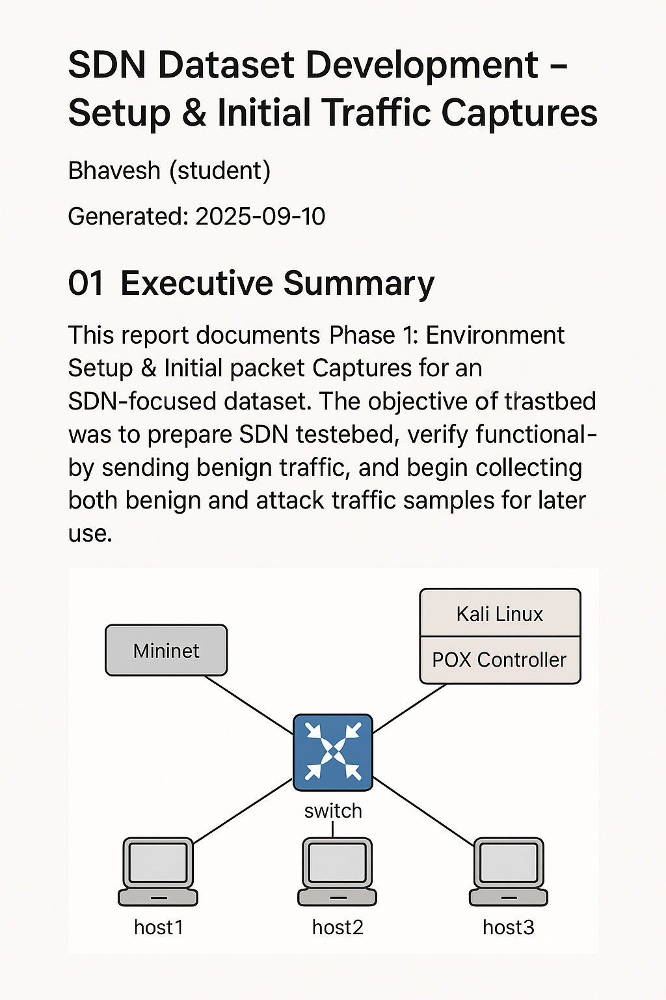 SDN Dataset Development –
Setup & Initial Traffic Captures
Bhavesh (student)
Generated: 2025-09-10
01 Executive Summary
This report documents Phase 1: Environment
Setup & Initial packet Captures for an
SDN-focused dataset. The objective of trastbed
was to prepare SDN testebed, verify functional-
by sending benign traffic, and begin collecting
both benign and attack traffic samples for later
use.
Kali Linux
Mininet
POX Controller
switch
host1
host2
host3